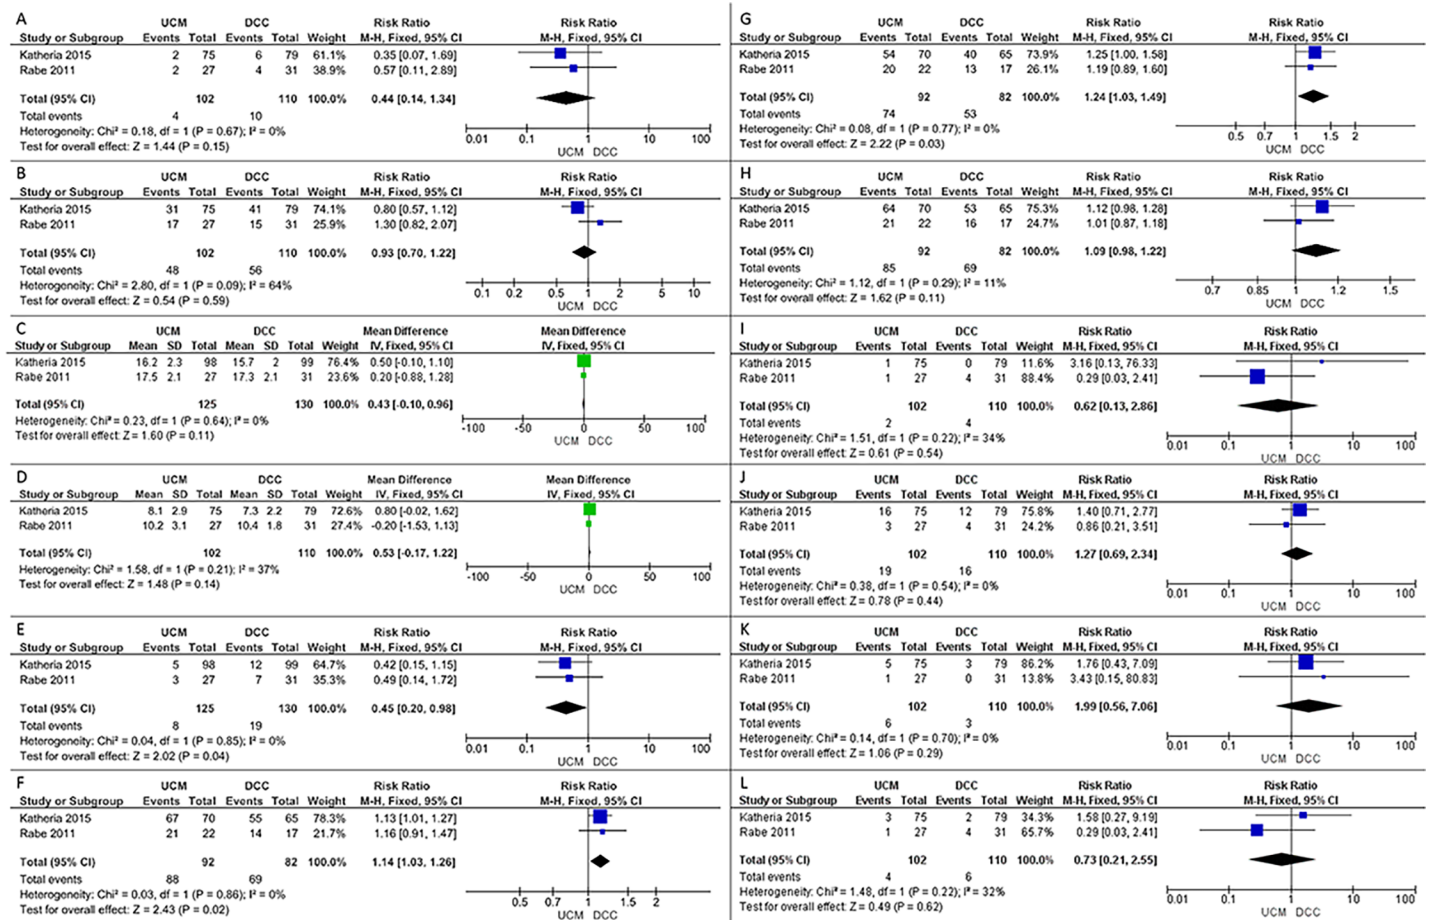 A
UCM DCC Risk Ratio Risk Ratio
Study or Subgroup Events Total Events Total Weight M-H, Fixed, 95% CI M-H, Fixed, 95% CI
Katheria 2015 2 75 6 79 61.1% 0.35 [0.07, 1.69]
Rabe 2011 2 27 4 31 38.9% 0.57 [0.11, 2.89]
Total (95% CI) 102 110 100.0% 0.44 [0.14, 1.34]
Total events 4 10
Heterogeneity: Chi² = 0.18, df = 1 (P = 0.67); I² = 0%
Test for overall effect: Z = 1.44 (P = 0.15)
0.01 0.1 1 10 100
UCM DCC
B
UCM DCC Risk Ratio Risk Ratio
Study or Subgroup Events Total Events Total Weight M-H, Fixed, 95% CI M-H, Fixed, 95% CI
Katheria 2015 31 75 41 79 74.1% 0.80 [0.57, 1.12]
Rabe 2011 17 27 15 31 25.9% 1.30 [0.82, 2.07]
Total (95% CI) 102 110 100.0% 0.93 [0.70, 1.22]
Total events 48 56
Heterogeneity: Chi² = 2.80, df = 1 (P = 0.09); I² = 64%
Test for overall effect: Z = 0.54 (P = 0.59)
0.1 0.2 0.5 1 2 5 10
UCM DCC
C
UCM DCC Mean Difference Mean Difference
Study or Subgroup Mean SD Total Mean SD Total Weight IV, Fixed, 95% CI IV, Fixed, 95% CI
Katheria 2015 16.2 2.3 98 15.7 2 99 76.4% 0.50 [-0.10, 1.10]
Rabe 2011 17.5 2.1 27 17.3 2.1 31 23.6% 0.20 [-0.88, 1.28]
Total (95% CI) 125 130 100.0% 0.43 [-0.10, 0.96]
Heterogeneity: Chi² = 0.23, df = 1 (P = 0.64); I² = 0%
Test for overall effect: Z = 1.60 (P = 0.11)
-100 -50 0 50 100
UCM DCC
D
UCM DCC Mean Difference Mean Difference
Study or Subgroup Mean SD Total Mean SD Total Weight IV, Fixed, 95% CI IV, Fixed, 95% CI
Katheria 2015 8.1 2.9 75 7.3 2.2 79 72.6% 0.80 [-0.02, 1.62]
Rabe 2011 10.2 3.1 27 10.4 1.8 31 27.4% -0.20 [-1.53, 1.13]
Total (95% CI) 102 110 100.0% 0.53 [-0.17, 1.22]
Heterogeneity: Chi² = 1.58, df = 1 (P = 0.21); I² = 37%
Test for overall effect: Z = 1.48 (P = 0.14)
-100 -50 0 50 100
UCM DCC
E
UCM DCC Risk Ratio Risk Ratio
Study or Subgroup Events Total Events Total Weight M-H, Fixed, 95% CI M-H, Fixed, 95% CI
Katheria 2015 5 98 12 99 64.7% 0.42 [0.15, 1.15]
Rabe 2011 3 27 7 31 35.3% 0.49 [0.14, 1.72]
Total (95% CI) 125 130 100.0% 0.45 [0.20, 0.98]
Total events 8 19
Heterogeneity: Chi² = 0.04, df = 1 (P = 0.85); I² = 0%
Test for overall effect: Z = 2.02 (P = 0.04)
0.01 0.1 1 10 100
UCM DCC
F
UCM DCC Risk Ratio Risk Ratio
Study or Subgroup Events Total Events Total Weight M-H, Fixed, 95% CI M-H, Fixed, 95% CI
Katheria 2015 67 70 55 65 78.3% 1.13 [1.01, 1.27]
Rabe 2011 21 22 14 17 21.7% 1.16 [0.91, 1.47]
Total (95% CI) 92 82 100.0% 1.14 [1.03, 1.26]
Total events 88 69
Heterogeneity: Chi² = 0.03, df = 1 (P = 0.86); I² = 0%
Test for overall effect: Z = 2.43 (P = 0.02)
0.5 0.7 1 1.5 2
UCM DCC
G
UCM DCC Risk Ratio Risk Ratio
Study or Subgroup Events Total Events Total Weight M-H, Fixed, 95% CI M-H, Fixed, 95% CI
Katheria 2015 54 70 40 65 73.9% 1.25 [1.00, 1.58]
Rabe 2011 20 22 13 17 26.1% 1.19 [0.89, 1.60]
Total (95% CI) 92 82 100.0% 1.24 [1.03, 1.49]
Total events 74 53
Heterogeneity: Chi² = 0.08, df = 1 (P = 0.77); I² = 0%
Test for overall effect: Z = 2.22 (P = 0.03)
0.5 0.7 1 1.5 2
UCM DCC
H
UCM DCC Risk Ratio Risk Ratio
Study or Subgroup Events Total Events Total Weight M-H, Fixed, 95% CI M-H, Fixed, 95% CI
Katheria 2015 64 70 53 65 75.3% 1.12 [0.98, 1.28]
Rabe 2011 21 22 16 17 24.7% 1.01 [0.87, 1.18]
Total (95% CI) 92 82 100.0% 1.09 [0.98, 1.22]
Total events 85 69
Heterogeneity: Chi² = 1.12, df = 1 (P = 0.29); I² = 11%
Test for overall effect: Z = 1.62 (P = 0.11)
0.7 0.85 1 1.2 1.5
UCM DCC
I
UCM DCC Risk Ratio Risk Ratio
Study or Subgroup Events Total Events Total Weight M-H, Fixed, 95% CI M-H, Fixed, 95% CI
Katheria 2015 1 75 0 79 11.6% 3.16 [0.13, 76.33]
Rabe 2011 1 27 4 31 88.4% 0.29 [0.03, 2.41]
Total (95% CI) 102 110 100.0% 0.62 [0.13, 2.86]
Total events 2 4
Heterogeneity: Chi² = 1.51, df = 1 (P = 0.22); I² = 34%
Test for overall effect: Z = 0.61 (P = 0.54)
0.01 0.1 1 10 100
UCM DCC
J
UCM DCC Risk Ratio Risk Ratio
Study or Subgroup Events Total Events Total Weight M-H, Fixed, 95% CI M-H, Fixed, 95% CI
Katheria 2015 16 75 12 79 75.8% 1.40 [0.71, 2.77]
Rabe 2011 3 27 4 31 24.2% 0.86 [0.21, 3.51]
Total (95% CI) 102 110 100.0% 1.27 [0.69, 2.34]
Total events 19 16
Heterogeneity: Chi² = 0.38, df = 1 (P = 0.54); I² = 0%
Test for overall effect: Z = 0.78 (P = 0.44)
0.01 0.1 1 10 100
UCM DCC
K
UCM DCC Risk Ratio Risk Ratio
Study or Subgroup Events Total Events Total Weight M-H, Fixed, 95% CI M-H, Fixed, 95% CI
Katheria 2015 5 75 3 79 86.2% 1.76 [0.43, 7.09]
Rabe 2011 1 27 0 31 13.8% 3.43 [0.15, 80.83]
Total (95% CI) 102 110 100.0% 1.99 [0.56, 7.06]
Total events 6 3
Heterogeneity: Chi² = 0.14, df = 1 (P = 0.70); I² = 0%
Test for overall effect: Z = 1.06 (P = 0.29)
0.01 0.1 1 10 100
UCM DCC
L
UCM DCC Risk Ratio Risk Ratio
Study or Subgroup Events Total Events Total Weight M-H, Fixed, 95% CI M-H, Fixed, 95% CI
Katheria 2015 3 75 2 79 34.3% 1.58 [0.27, 9.19]
Rabe 2011 1 27 4 31 65.7% 0.29 [0.03, 2.41]
Total (95% CI) 102 110 100.0% 0.73 [0.21, 2.55]
Total events 4 6
Heterogeneity: Chi² = 1.48, df = 1 (P = 0.22); I² = 32%
Test for overall effect: Z = 0.49 (P = 0.62)
0.01 0.1 1 10 100
UCM DCC